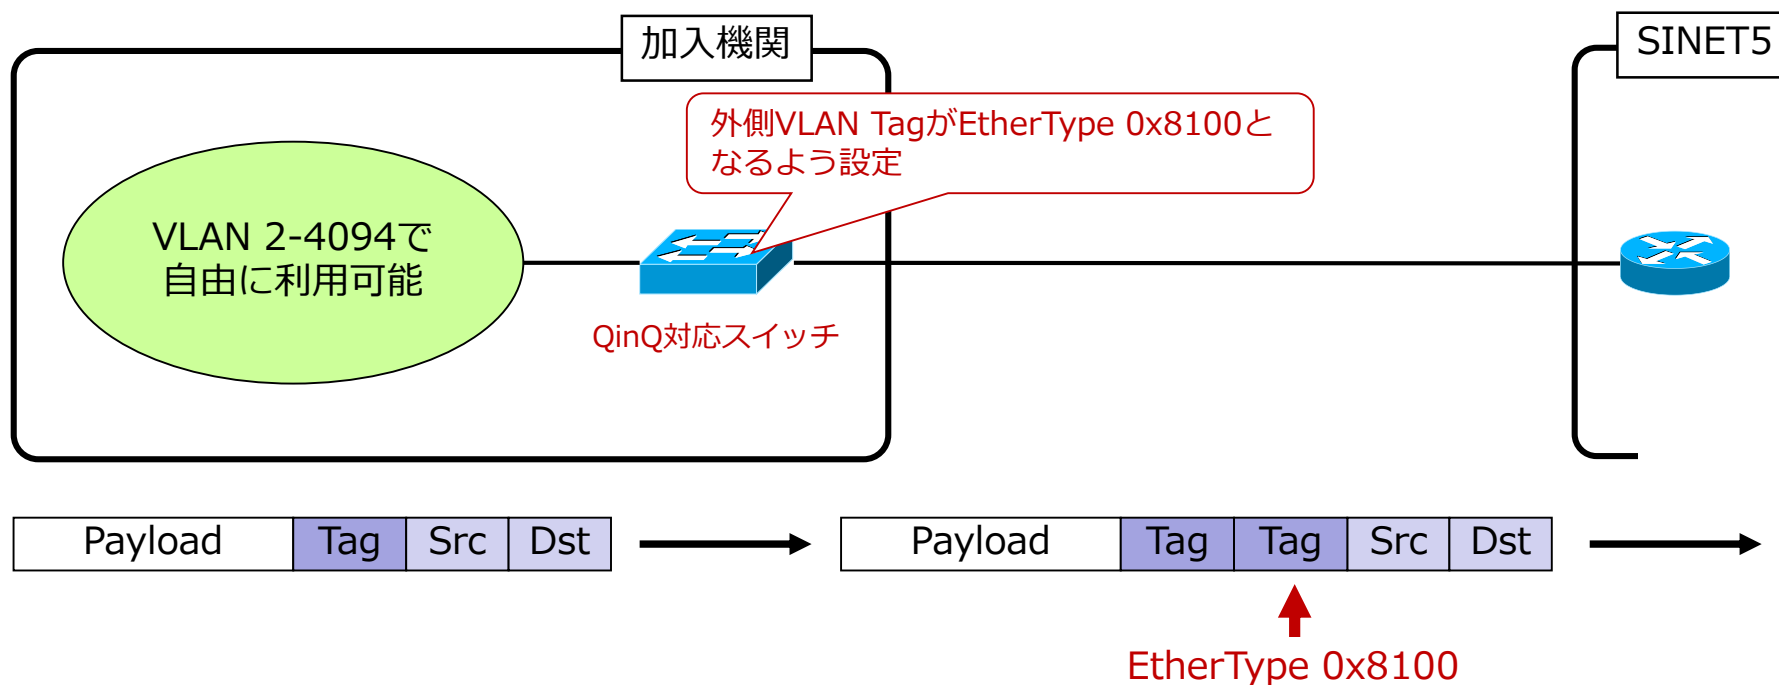 加入機関
SINET5
外側VLAN TagがEtherType 0x8100と
なるよう設定
VLAN 2-4094で
自由に利用可能
QinQ対応スイッチ
Payload Tag Src Dst
Payload Tag Tag Src Dst
EtherType 0x8100